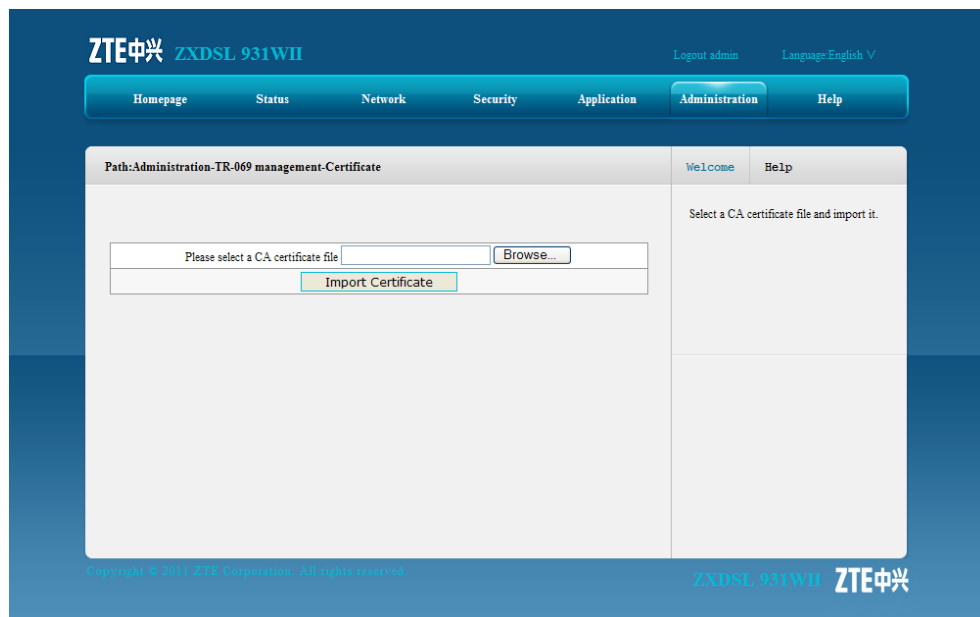 ZTE中兴 ZXDSL 931WII
Logout admin Language:English V
Homepage Status Network Security Application Administration Help
Path:Administration-TR-069 management-Certificate
Welcome Help
Select a CA certificate file and import it.
Please select a CA certificate file Browse...
Import Certificate
Copyright © 2011 ZTE Corporation. All rights reserved.
ZXDSL 931WII ZTE中兴